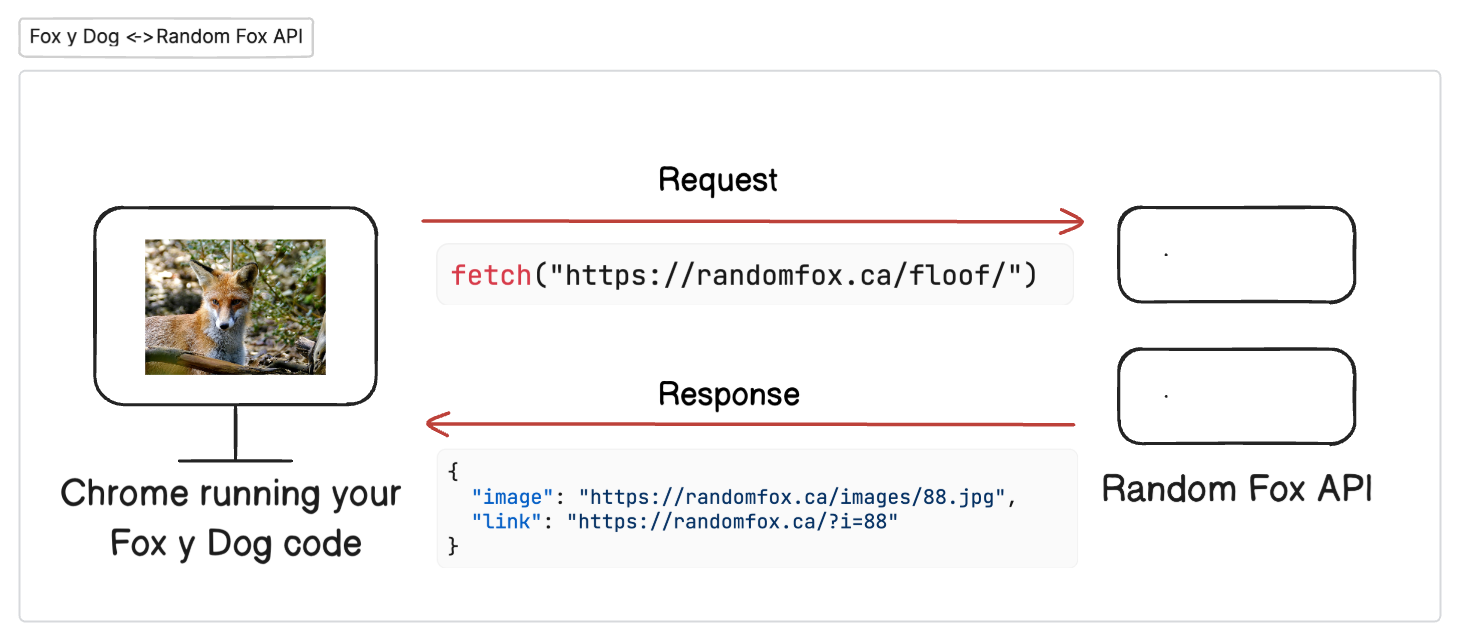 Fox y Dog <->Random Fox API
Request
fetch("https://randomfox.ca/floof/")
Response
{
"image": "https://randomfox.ca/images/88.jpg",
"link": "https://randomfox.ca/?i=88"
}
Chrome running your
Fox y Dog code
Random Fox API